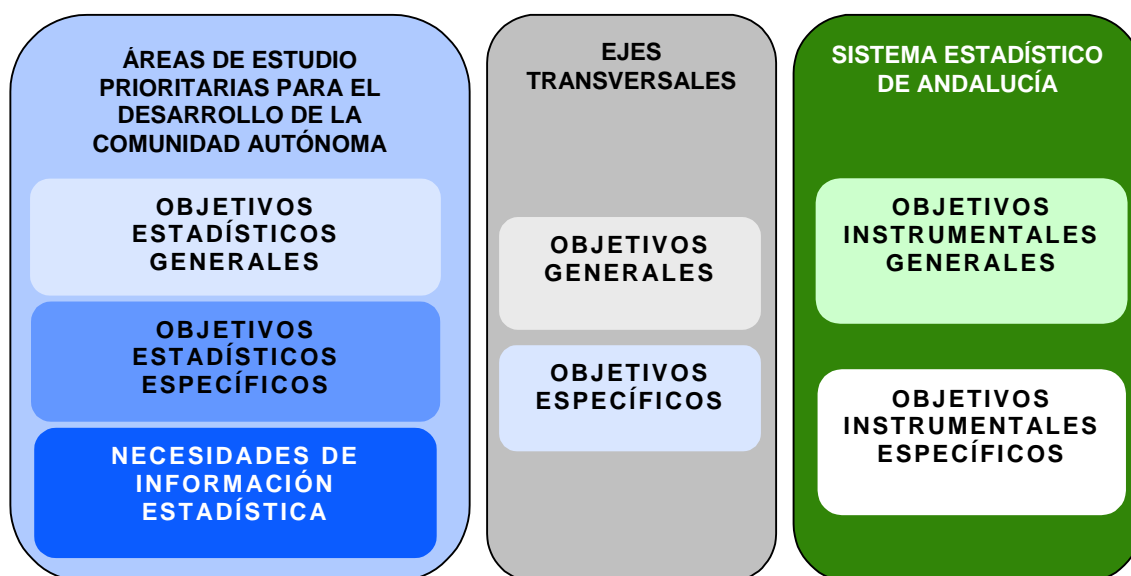 ÁREAS DE ESTUDIO
PRIORITARIAS PARA EL
DESARROLLO DE LA
COMUNIDAD AUTÓNOMA
OBJETIVOS
ESTADÍSTICOS
GENERALES
OBJETIVOS
ESTADÍSTICOS
ESPECÍFICOS
NECESIDADES DE
INFORMACIÓN
ESTADÍSTICA
EJES
TRANSVERSALES
OBJETIVOS
GENERALES
OBJETIVOS
ESPECÍFICOS
SISTEMA ESTADÍSTICO
DE ANDALUCÍA
OBJETIVOS
INSTRUMENTALES
GENERALES
OBJETIVOS
INSTRUMENTALES
ESPECÍFICOS